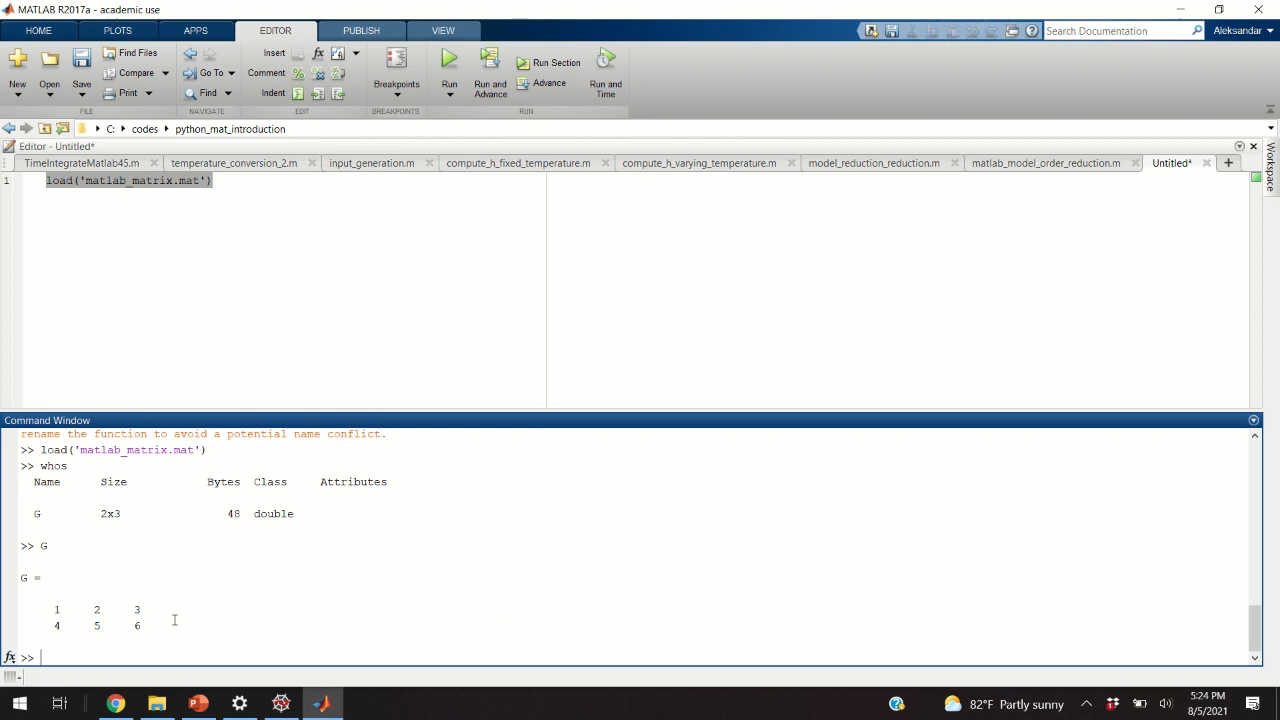 MATLAB R2017a - academic use
HOME PLOTS APPS EDITOR PUBLISH VIEW Search Documentation Aleksandar
New Open Save Find Files Compare Print Go To Find Insert fx Comment Indent Breakpoints Run Run and Advance Run Section Advance Run and Time
FILE NAVIGATE EDIT BREAKPOINTS RUN
C: codes python_mat_introduction
Editor - Untitled* Workspace
TimeIntegrateMatlab45.m temperature_conversion_2.m input_generation.m compute_h_fixed_temperature.m compute_h_varying_temperature.m model_reduction_reduction.m matlab_model_order_reduction.m Untitled*
1 load('matlab_matrix.mat')
Command Window
rename the function to avoid a potential name conflict.
>> load('matlab_matrix.mat')
>> whos
Name Size Bytes Class Attributes
G 2x3 48 double
>> G
G =
1 2 3
4 5 6
fx >>
82°F Partly sunny 5:24 PM
8/5/2021